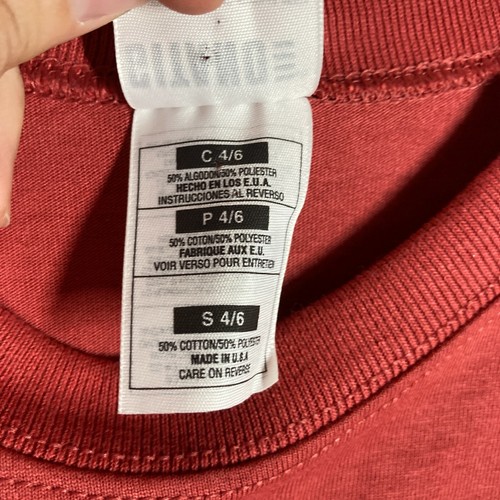 C 4/6
50% ALGODON/50% POLIESTER
HECHO EN LOS E.U.A.
INSTRUCCIONES AL REVERSO
P 4/6
50% COTON/50% POLYESTER
FABRIQUE AUX E.U.
VOIR VERSO POUR ENTRETIEN
S 4/6
50% COTTON/50% POLYESTER
MADE IN U.S.A
CARE ON REVERSE